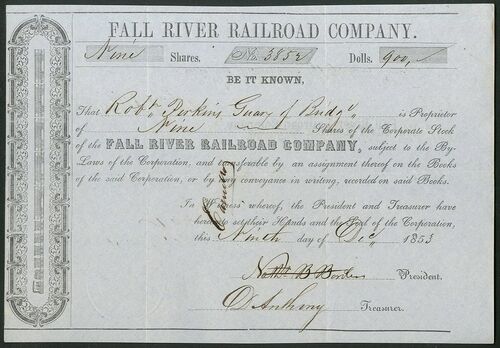 FALL RIVER RAILROAD COMPANY.
Nine Shares. No. 3852 Dolls. 900,
BE IT KNOWN,
That Robt. Perkins of Bridge is Proprietor
of Nine Shares of the Corporate Stock
of the FALL RIVER RAILROAD COMPANY, subject to the By-
Laws of the Corporation, and transferable by an assignment thereof on the Books
of the said Corporation, or by any conveyance in writing, recorded on said Books.
In Witness whereof, the President and Treasurer have
hereunto set their Hands and the Seal of the Corporation,
this Ninth day of Dec 1853
Nathl B Borden President.
Anthony Treasurer.